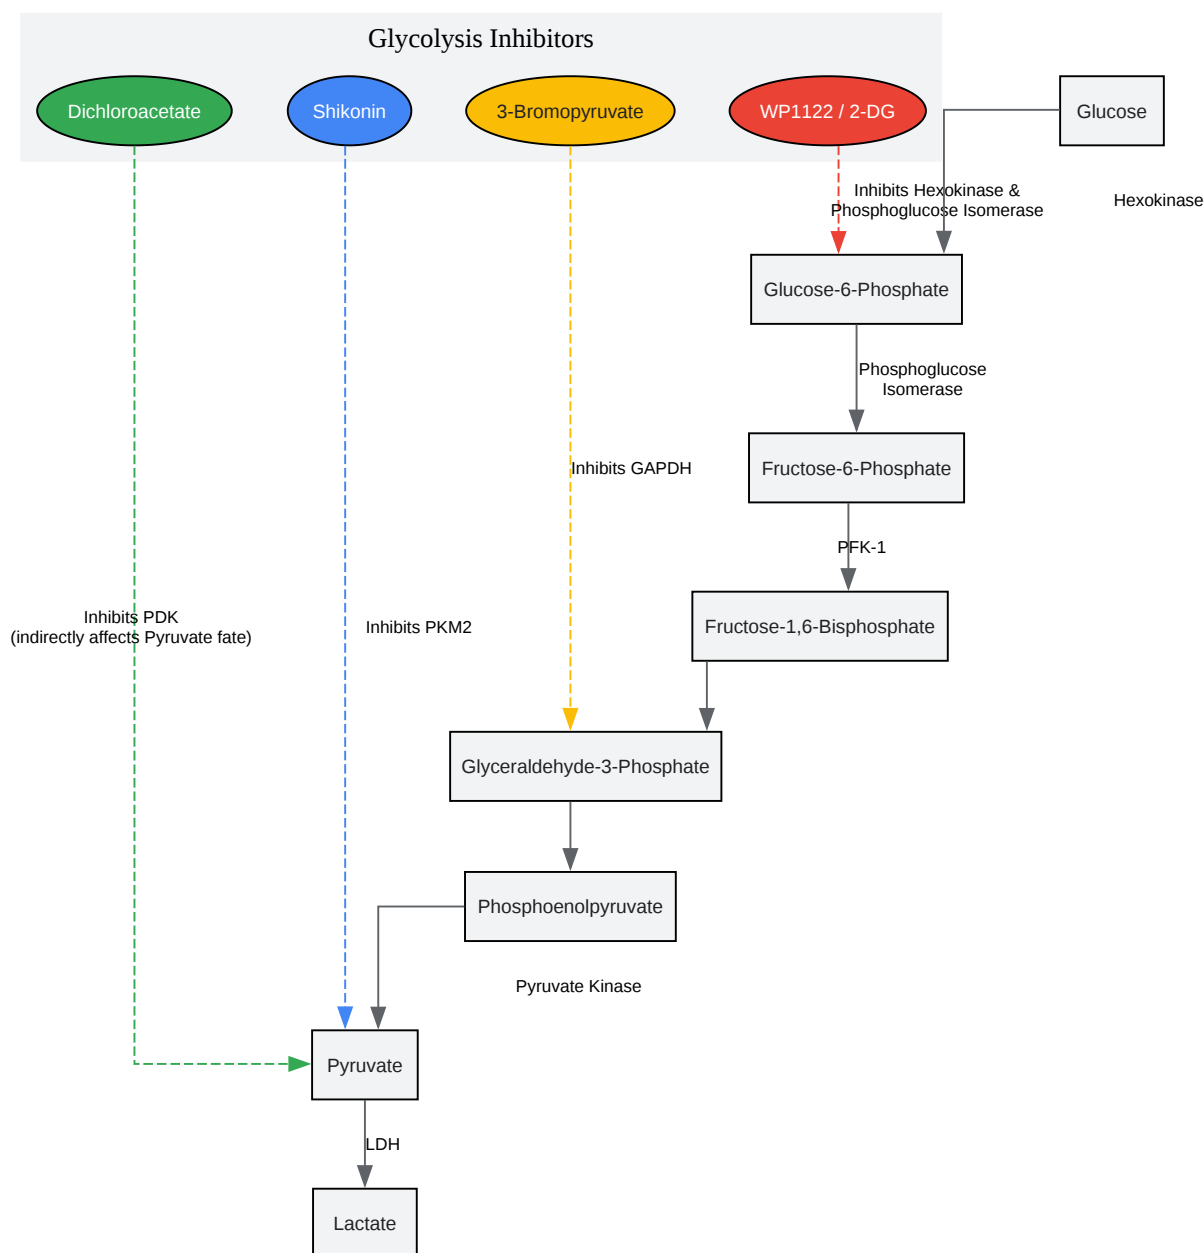 Glycolysis Inhibitors
Dichloroacetate
Shikonin
3-Bromopyruvate
WP1122 / 2-DG
Glucose
Inhibits Hexokinase &
Phosphoglucose Isomerase
Hexokinase
Glucose-6-Phosphate
Phosphoglucose
Isomerase
Fructose-6-Phosphate
Inhibits GAPDH
PFK-1
Inhibits PDK
(indirectly affects Pyruvate fate)
Inhibits PKM2
Fructose-1,6-Bisphosphate
Glyceraldehyde-3-Phosphate
Phosphoenolpyruvate
Pyruvate Kinase
Pyruvate
LDH
Lactate